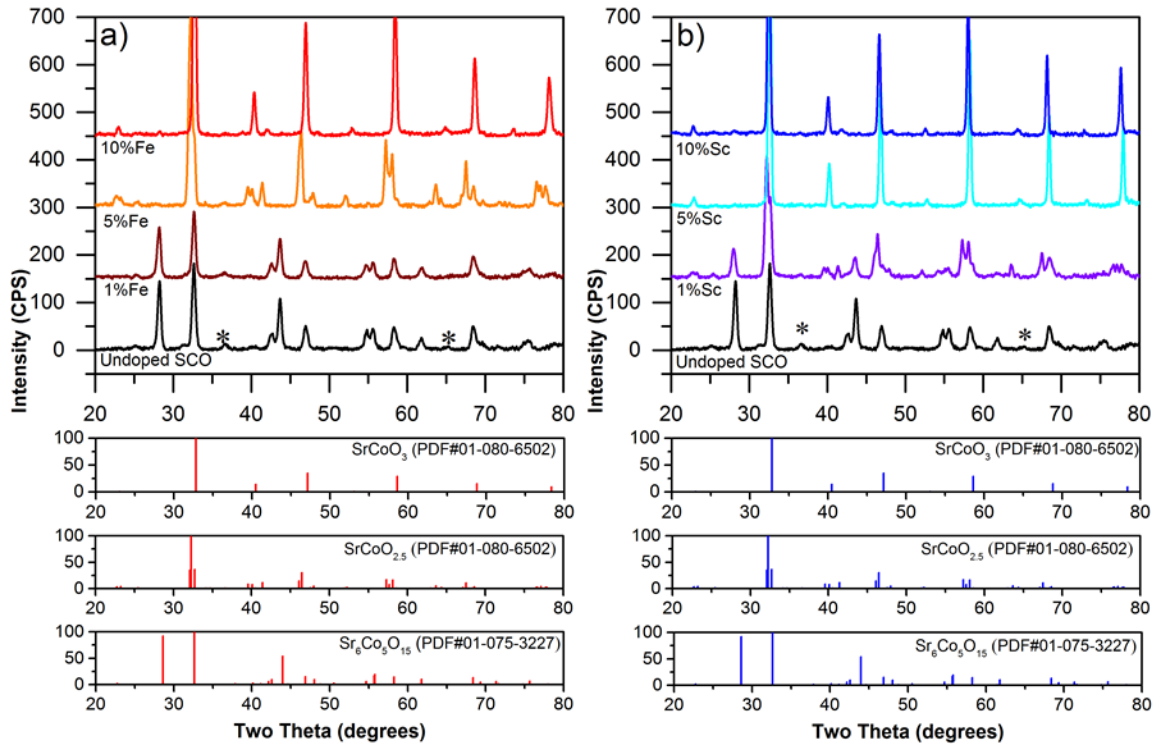 a)
700
600
500
400
300
200
100
0
Intensity (CPS)
10%Fe
5%Fe
1%Fe
Undoped SCO
* *
20 30 40 50 60 70 80
100
50
0
SrCoO3 (PDF#01-080-6502)
20 30 40 50 60 70 80
100
50
0
SrCoO2.5 (PDF#01-080-6502)
20 30 40 50 60 70 80
100
50
0
Sr6Co5O15 (PDF#01-075-3227)
20 30 40 50 60 70 80
Two Theta (degrees)
b)
700
600
500
400
300
200
100
0
Intensity (CPS)
10%Sc
5%Sc
1%Sc
Undoped SCO
* *
20 30 40 50 60 70 80
100
50
0
SrCoO3 (PDF#01-080-6502)
20 30 40 50 60 70 80
100
50
0
SrCoO2.5 (PDF#01-080-6502)
20 30 40 50 60 70 80
100
50
0
Sr6Co5O15 (PDF#01-075-3227)
20 30 40 50 60 70 80
Two Theta (degrees)